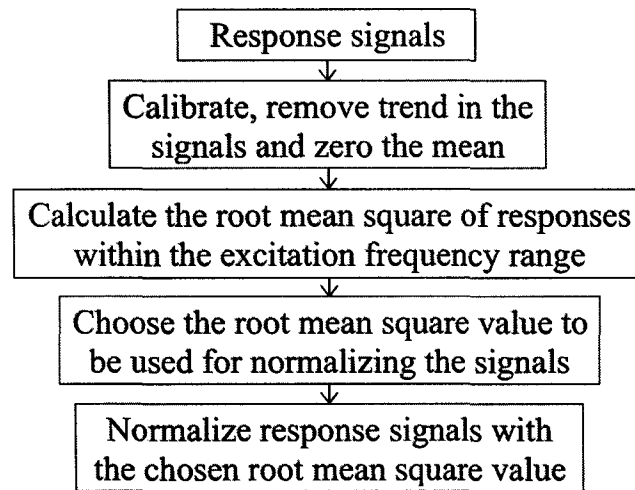 Response signals
Calibrate, remove trend in the
signals and zero the mean
Calculate the root mean square of responses
within the excitation frequency range
Choose the root mean square value to
be used for normalizing the signals
Normalize response signals with
the chosen root mean square value